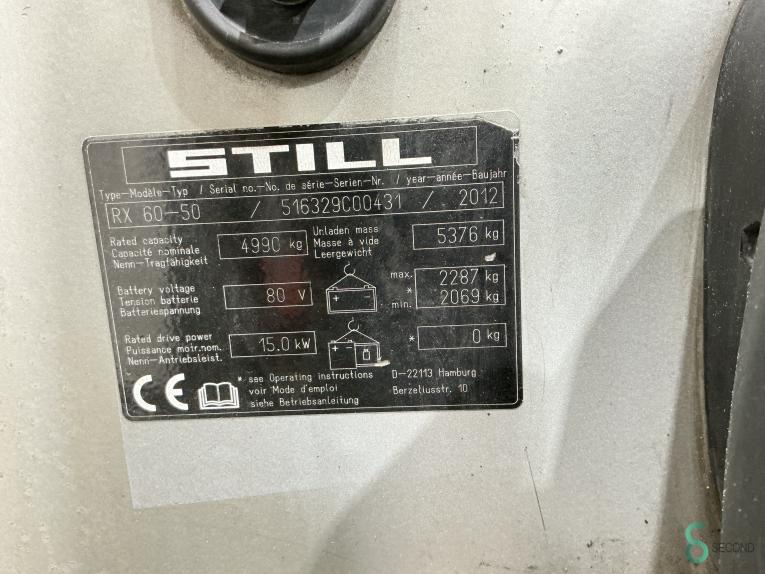 STILL
Type-Modèle-Typ / Serial no.-No. de série-Serien-Nr. / year-année-Baujahr
RX 60-50 / 516329C00431 / 2012
Rated capacity
Capacité nominale
Nenn-Tragfähigkeit
4990 kg
Unladen mass
Masse à vide
Leergewicht
5376 kg
Battery voltage
Tension batterie
Batteriespannung
80 V
+ -
max. 2287 kg
*
min. 2069 kg
Rated drive power
Puissance motr.nom.
Nenn-Antriebsleist.
15.0 kW
+ -
* 0 kg
CE
* see Operating instructions
voir Mode d'emploi
siehe Betriebsanleitung
D-22113 Hamburg
Berzeliusstr. 10
SECOND